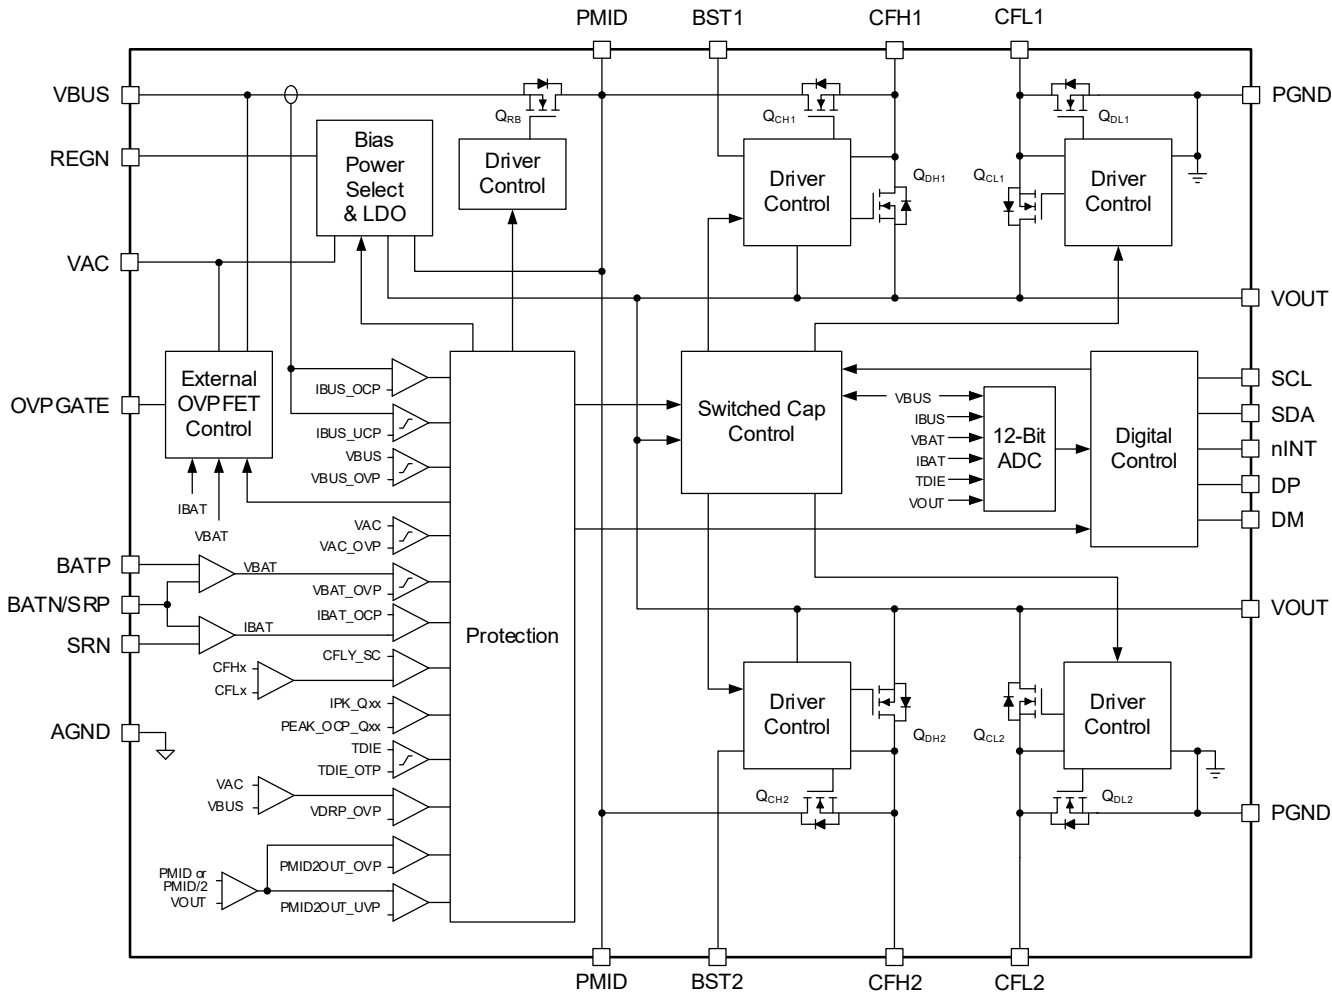 PMID
BST1
CFH1
CFL1
VBUS
PGND
REGN
VAC
Bias
Power
Select
& LDO
QRB
Driver
Control
QCH1
Driver
Control
QDH1
QCL1
QDL1
Driver
Control
VOUT
OVPGATE
External
OVPFET
Control
IBAT
VBAT
IBUS_OCP
IBUS_UCP
VBUS
VBUS_OVP
VAC
VAC_OVP
VBAT_OVP
IBAT_OCP
CFLY_SC
IPK_Qxx
PEAK_OCP_Qxx
TDIE
TDIE_OTP
VDRP_OVP
PMID2OUT_OVP
PMID2OUT_UVP
Protection
Switched Cap
Control
VBUS
IBUS
VBAT
IBAT
TDIE
VOUT
12-Bit
ADC
Digital
Control
SCL
SDA
nINT
DP
DM
BATP
BATN/SRP
SRN
VBAT
IBAT
CFHx
CFLx
AGND
VAC
VBUS
PMID or
PMID/2
VOUT
VOUT
Driver
Control
QDH2
QCL2
Driver
Control
QCH2
QDL2
PGND
PMID
BST2
CFH2
CFL2